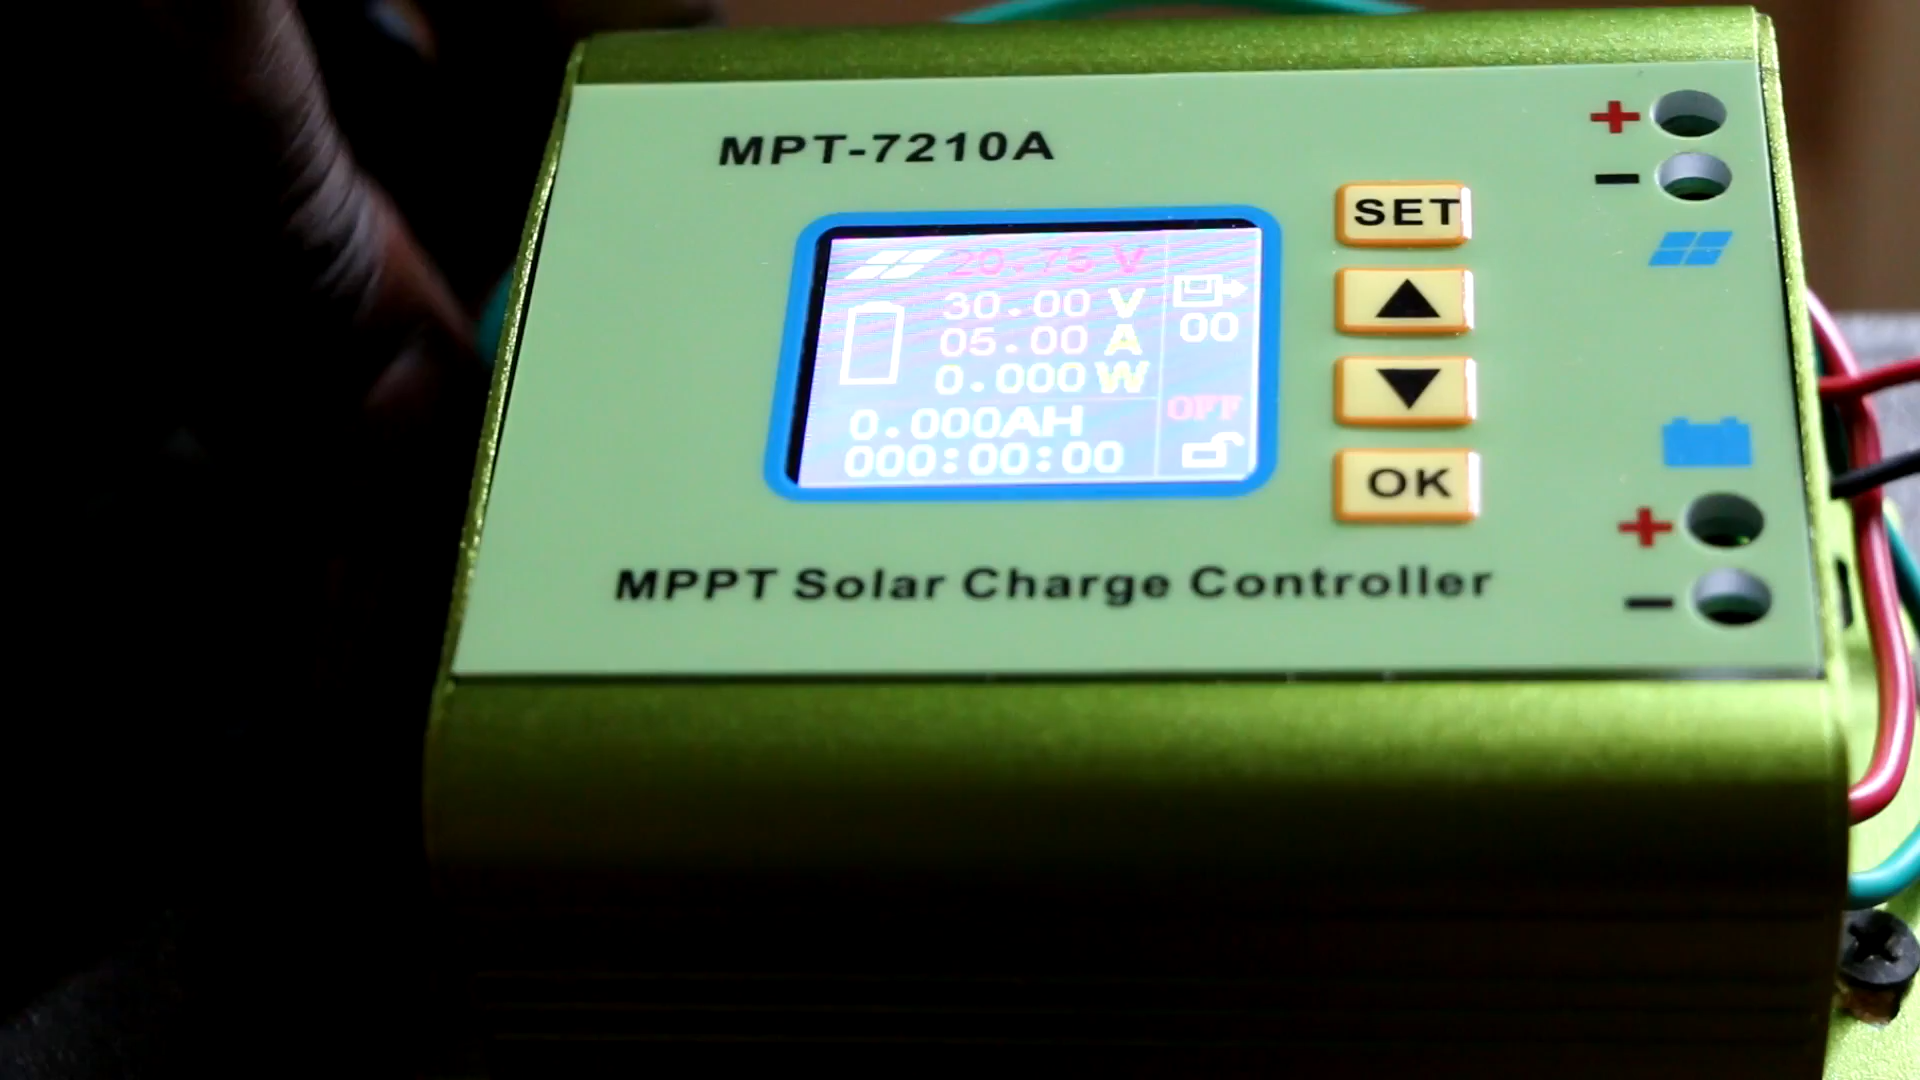 MPT-7210A
20.75 V
30.00 V
05.00 A
0.000 W
0.000AH
000:00:00
00
OFF
SET
OK
+
-
+
-
MPPT Solar Charge Controller